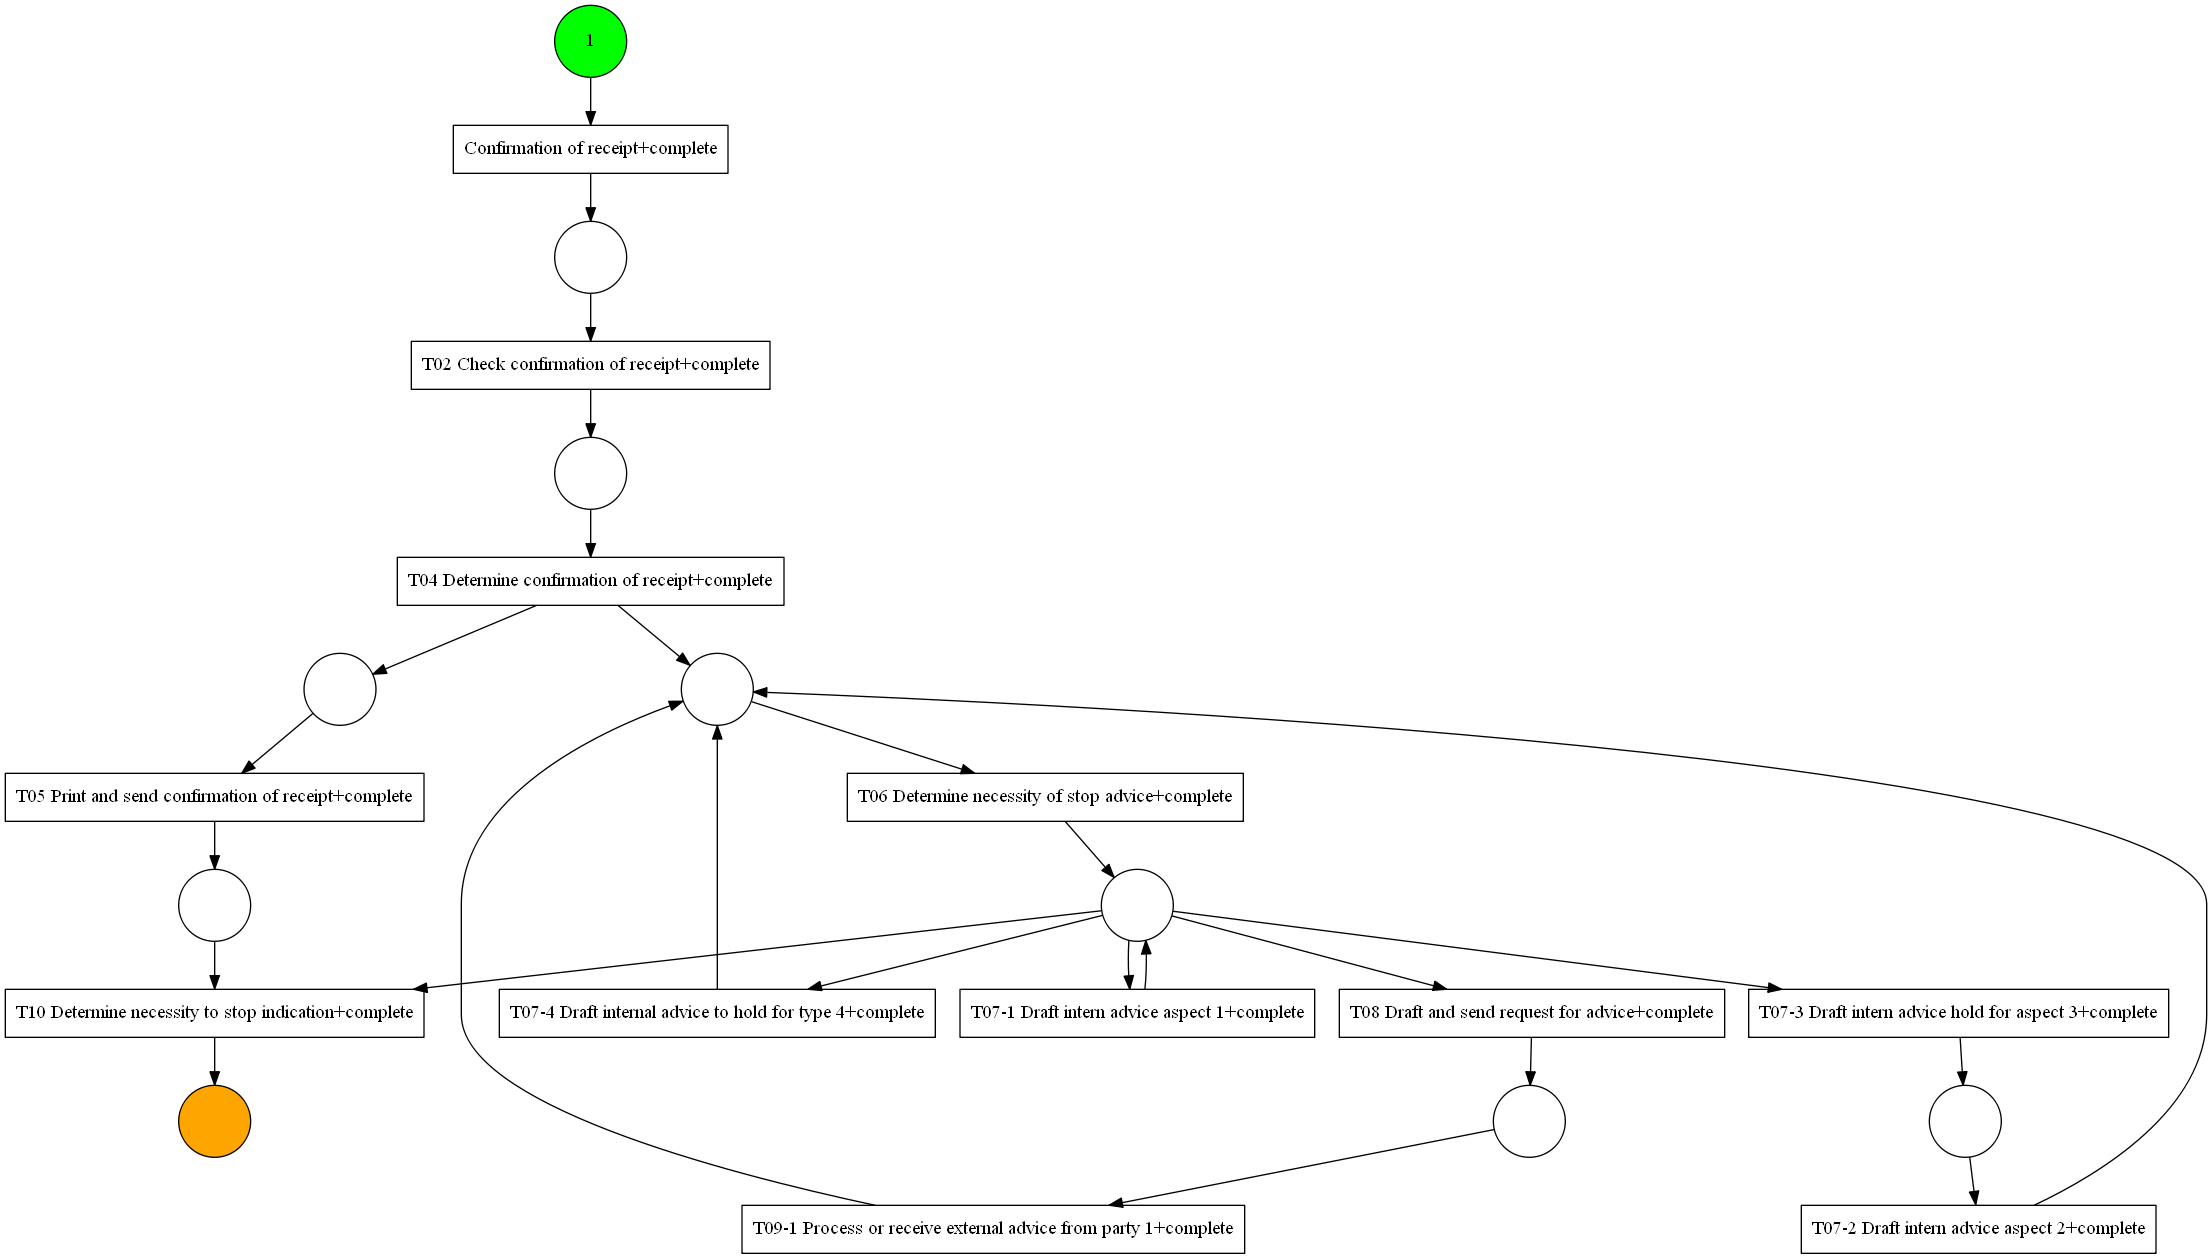 1
Confirmation of receipt+complete
T02 Check confirmation of receipt+complete
T04 Determine confirmation of receipt+complete
T05 Print and send confirmation of receipt+complete
T06 Determine necessity of stop advice+complete
T10 Determine necessity to stop indication+complete
T07-4 Draft internal advice to hold for type 4+complete
T07-1 Draft intern advice aspect 1+complete
T08 Draft and send request for advice+complete
T07-3 Draft intern advice hold for aspect 3+complete
T09-1 Process or receive external advice from party 1+complete
T07-2 Draft intern advice aspect 2+complete